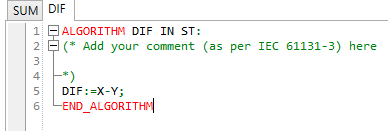 SUM DIF
1 ALGORITHM DIF IN ST:
2 (* Add your comment (as per IEC 61131-3) here
3
4 *)
5 DIF:=X-Y;
6 END_ALGORITHM